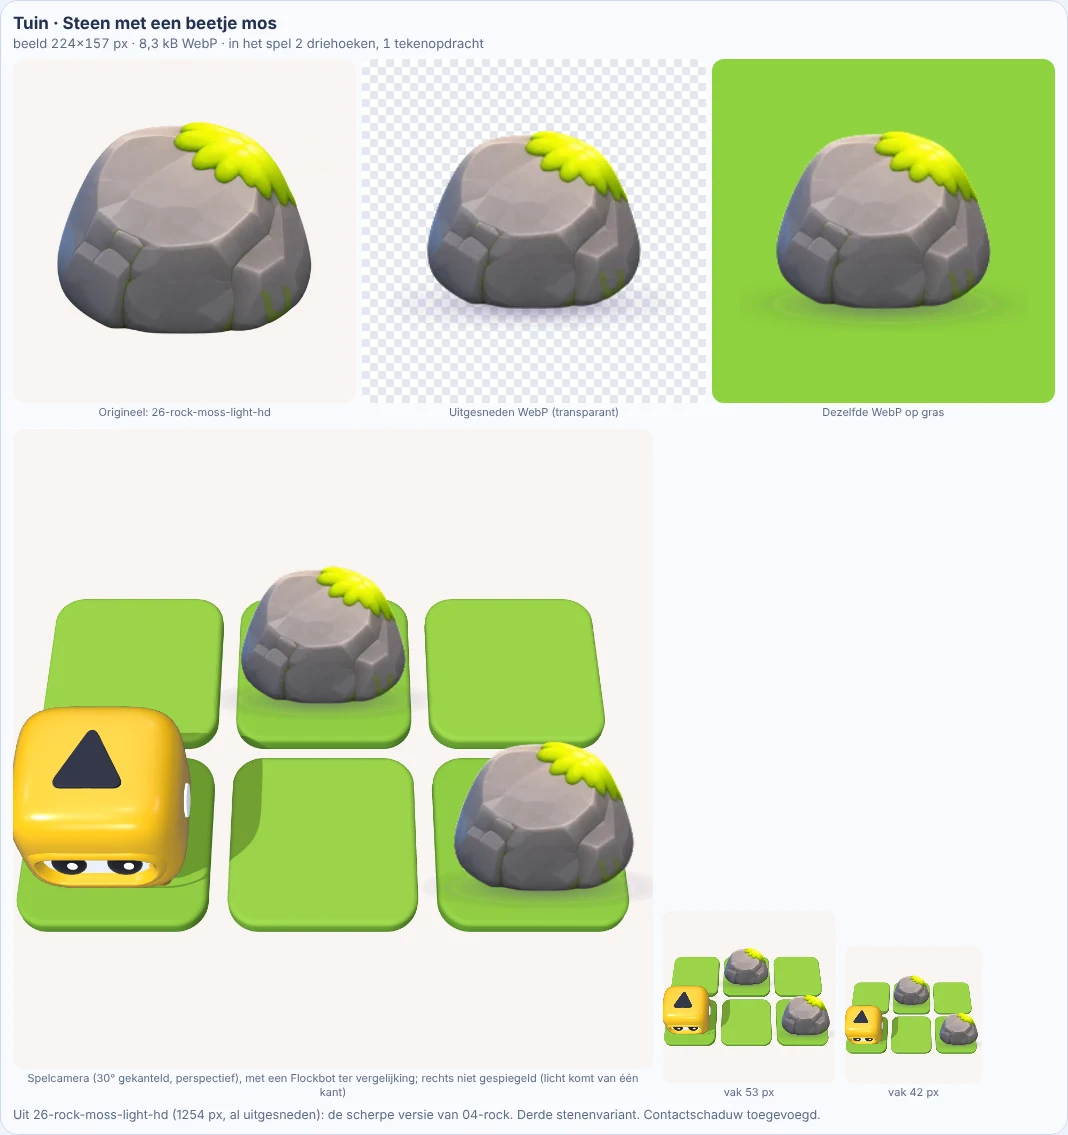 Tuin · Steen met een beetje mos
beeld 224×157 px · 8,3 kB WebP · in het spel 2 driehoeken, 1 tekenopdracht
Origineel: 26-rock-moss-light-hd
Uitgesneden WebP (transparant)
Dezelfde WebP op gras
Spelcamera (30° gekanteld, perspectief), met een Flockbot ter vergelijking; rechts niet gespiegeld (licht komt van één
kant)
vak 53 px
vak 42 px
Uit 26-rock-moss-light-hd (1254 px, al uitgesneden): de scherpe versie van 04-rock. Derde stenenvariant. Contactschaduw toegevoegd.